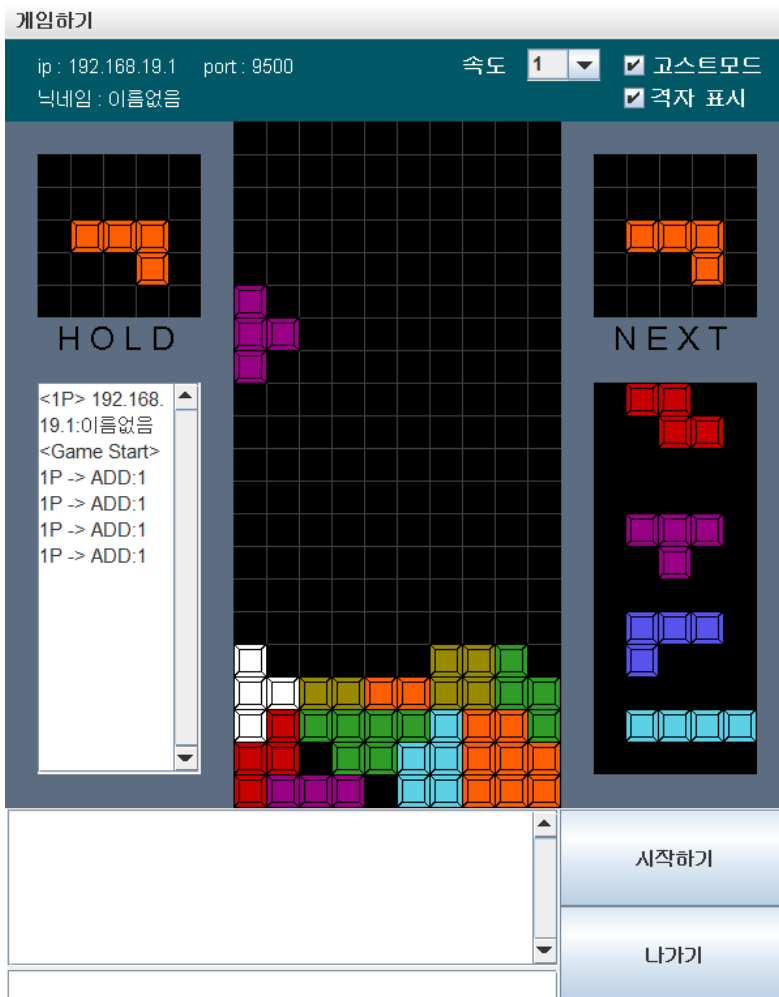 게임하기
ip : 192.168.19.1 port : 9500 속도 1 고스트모드
닉네임 : 이름없음 격자 표시
HOLD
NEXT
<1P> 192.168.
19.1:이름없음
<Game Start>
1P -> ADD:1
1P -> ADD:1
1P -> ADD:1
1P -> ADD:1
시작하기
나가기